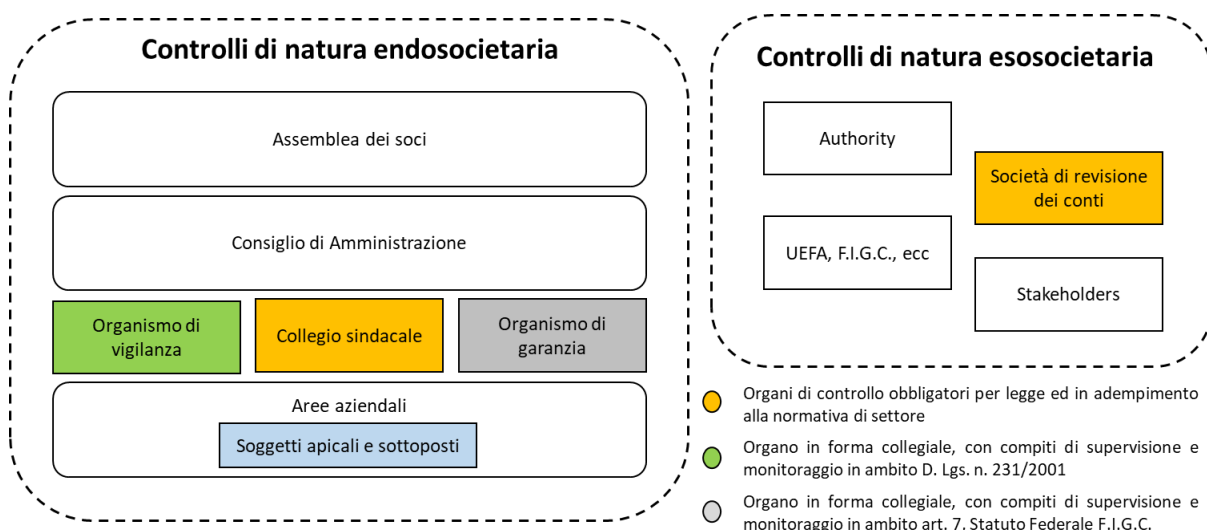 Controlli di natura endosocietaria
Assemblea dei soci
Consiglio di Amministrazione
Organismo di
vigilanza
Collegio sindacale
Organismo di
garanzia
Aree aziendali
Soggetti apicali e sottoposti
Controlli di natura esosocietaria
Authority
Società di revisione
dei conti
UEFA, F.I.G.C., ecc
Stakeholders
Organi di controllo obbligatori per legge ed in adempimento
alla normativa di settore
Organo in forma collegiale, con compiti di supervisione e
monitoraggio in ambito D. Lgs. n. 231/2001
Organo in forma collegiale, con compiti di supervisione e
monitoraggio in ambito art. 7. Statuto Federale F.I.G.C.